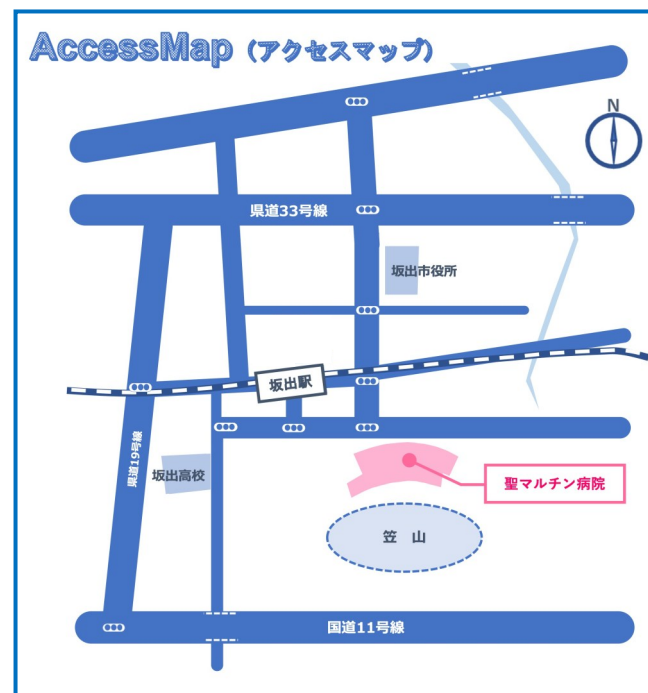 AccessMap（アクセスマップ）
N
県道33号線
坂出市役所
坂出駅
県道19号線
坂出高校
聖マルチン病院
笠　山
国道11号線